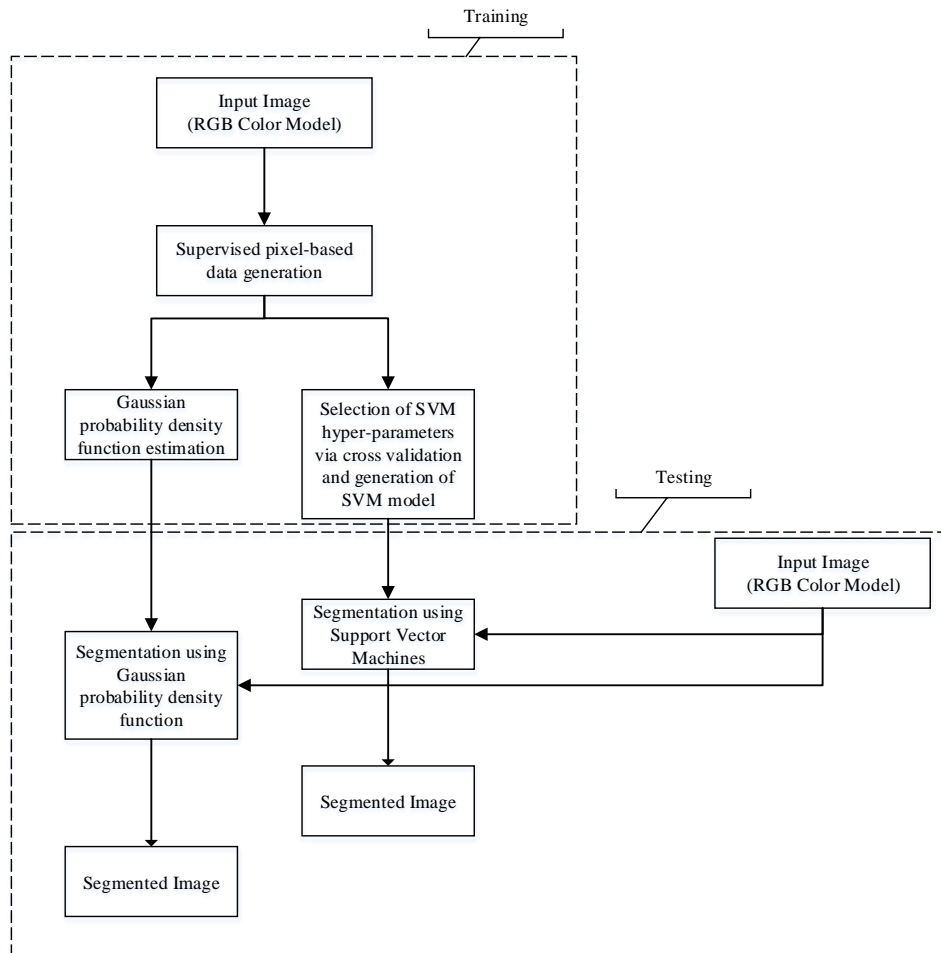 Training
Input Image
(RGB Color Model)
Supervised pixel-based
data generation
Gaussian
probability density
function estimation
Selection of SVM
hyper-parameters
via cross validation
and generation of
SVM model
Testing
Input Image
(RGB Color Model)
Segmentation using
Support Vector
Machines
Segmentation using
Gaussian
probability density
function
Segmented Image
Segmented Image